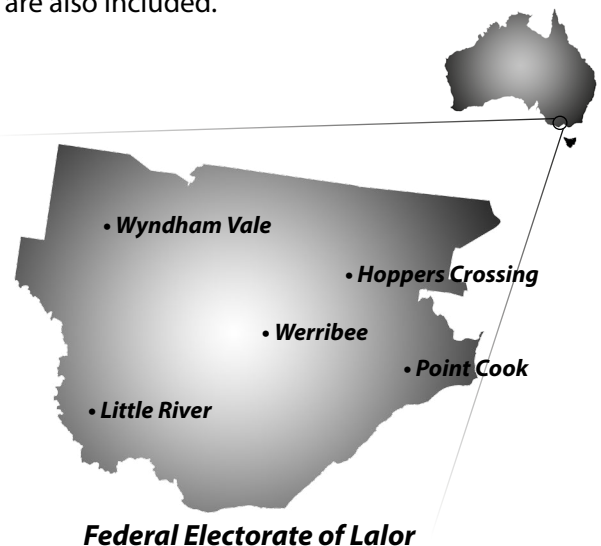 are also included.
• Wyndham Vale
• Hoppers Crossing
• Werribee
• Point Cook
• Little River
Federal Electorate of Lalor